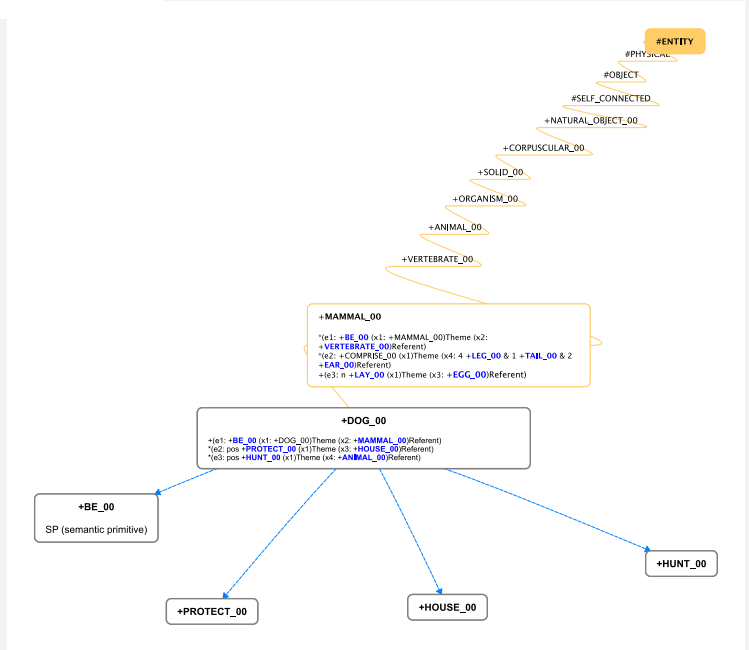 #ENTITY
#PHYSICAL
#OBJECT
#SELF_CONNECTED
+NATURAL_OBJECT_00
+CORPUSCULAR_00
+SOLID_00
+ORGANISM_00
+ANIMAL_00
+VERTEBRATE_00
+MAMMAL_00
*(e1: +BE_00 (x1: +MAMMAL_00)Theme (x2:
+VERTEBRATE_00)Referent)
*(e2: +COMPRISE_00 (x1)Theme (x4: 4 +LEG_00 & 1 +TAIL_00 & 2
+EAR_00)Referent)
+(e3: n +LAY_00 (x1)Theme (x3: +EGG_00)Referent)
+DOG_00
+(e1: +BE_00 (x1: +DOG_00)Theme (x2: +MAMMAL_00)Referent)
*(e2: pos +PROTECT_00 (x1)Theme (x3: +HOUSE_00)Referent)
*(e3: pos +HUNT_00 (x1)Theme (x4: +ANIMAL_00)Referent)
+BE_00
SP (semantic primitive)
+HUNT_00
+PROTECT_00
+HOUSE_00